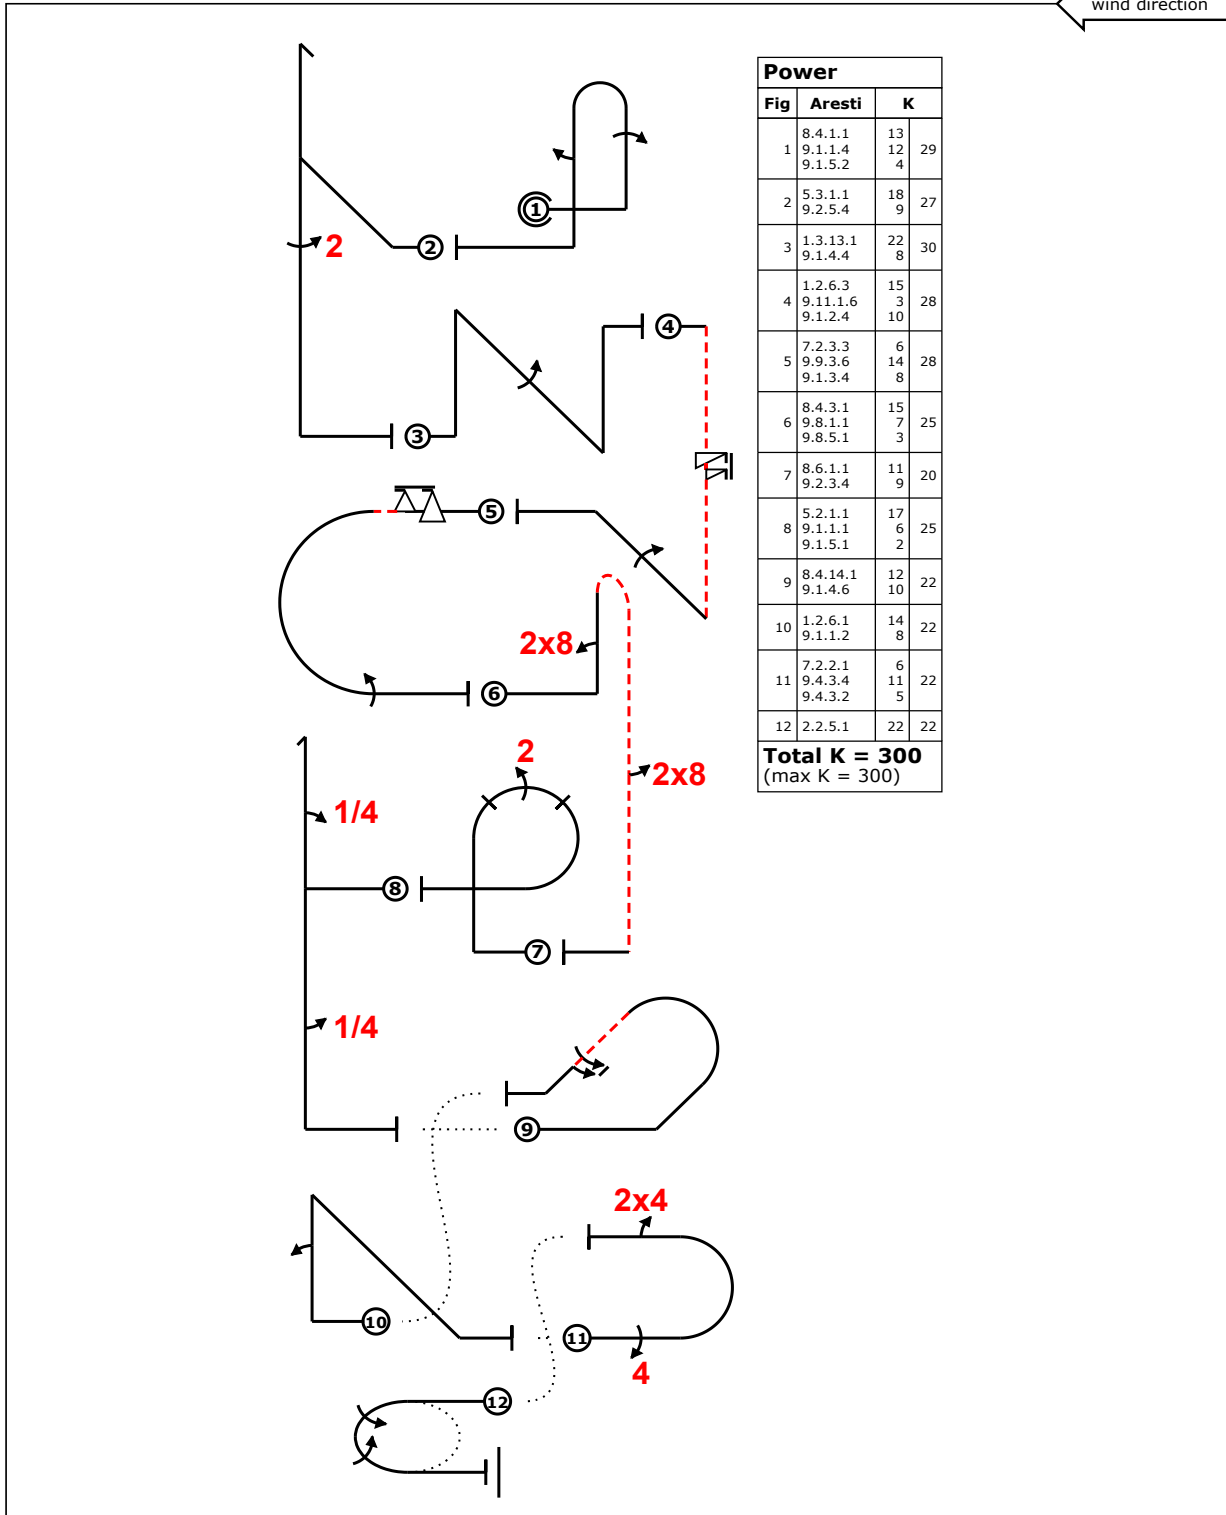 wind direction
1
2
2
3
4
5
6
2x8
2x8
7
2
8
1/4
1/4
9
10
11
2x4
4
12
Power
Fig Aresti K
1 8.4.1.1 13 29
9.1.1.4 12
9.1.5.2 4
2 5.3.1.1 18 27
9.2.5.4 9
3 1.3.13.1 22 30
9.1.4.4 8
4 1.2.6.3 15 28
9.11.1.6 3
9.1.2.4 10
5 7.2.3.3 6 28
9.9.3.6 14
9.1.3.4 8
6 8.4.3.1 15 25
9.8.1.1 7
9.8.5.1 3
7 8.6.1.1 11 20
9.2.3.4 9
8 5.2.1.1 17 25
9.1.1.1 6
9.1.5.1 2
9 8.4.14.1 12 22
9.1.4.6 10
10 1.2.6.1 14 22
9.1.1.2 8
11 7.2.2.1 6 22
9.4.3.4 11
9.4.3.2 5
12 2.2.5.1 22 22
Total K = 300
(max K = 300)